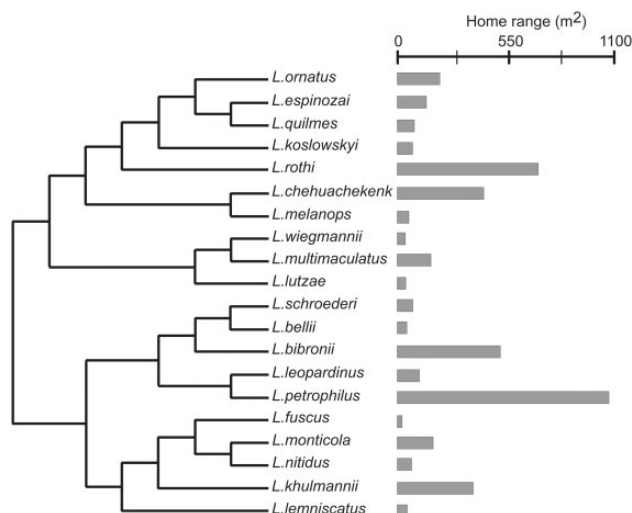 Home range (m2)
0 550 1100
L.ornatus
L.espinozai
L.quilmes
L.koslowskyi
L.rothi
L.chehuachekenk
L.melanops
L.wiegmannii
L.multimaculatus
L.lutzae
L.schroederi
L.bellii
L.bibronii
L.leopardinus
L.petrophilus
L.fuscus
L.monticola
L.nitidus
L.khulmannii
L.lemniscatus